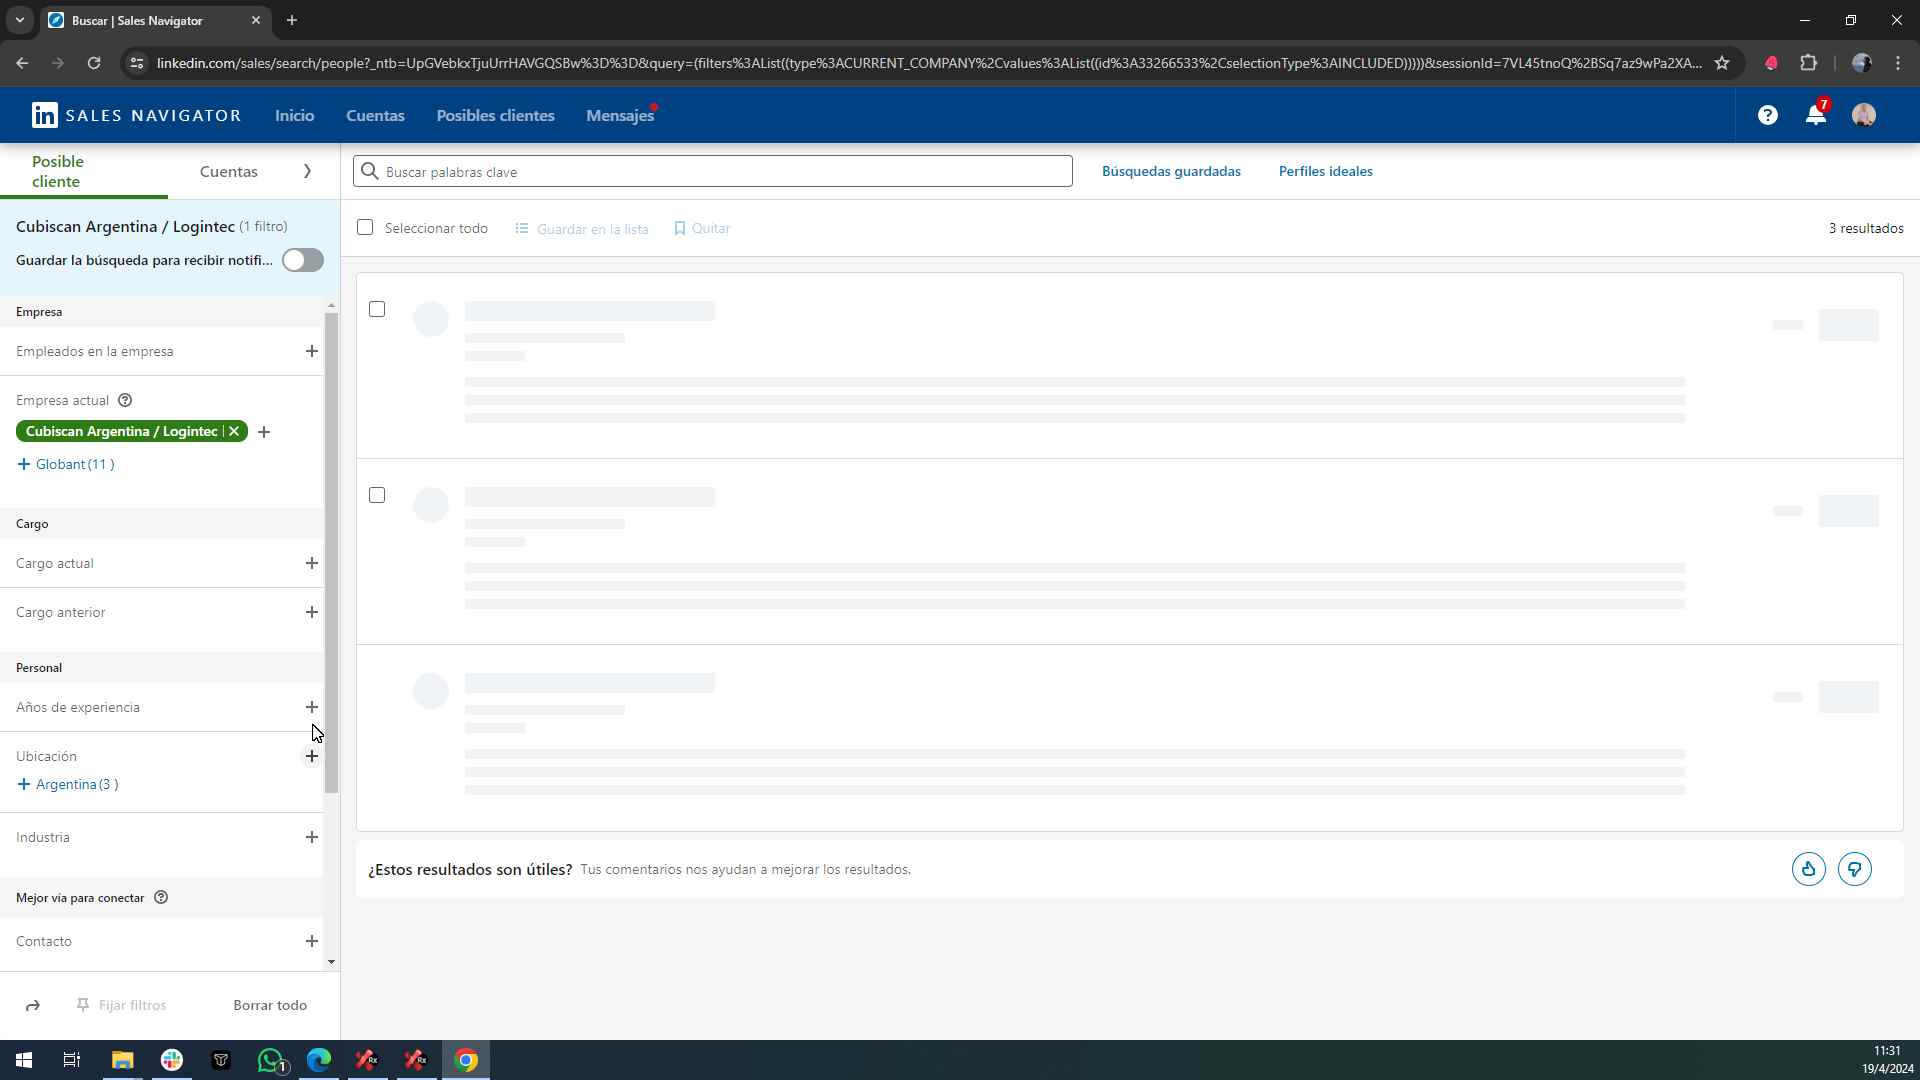 Buscar | Sales Navigator
linkedin.com/sales/search/people?_ntb=UpGVebkxTjuUrrHAVGQSBw%3D%3D&query=(filters%3AList((type%3ACURRENT_COMPANY%2Cvalues%3AList((id%3A33266533%2CselectionType%3AINCLUDED)))))&sessionId=7VL45tnoQ%2BSq7az9wPa2XA...
in SALES NAVIGATOR
Inicio
Cuentas
Posibles clientes
Mensajes
7
Posible cliente
Cuentas
Buscar palabras clave
Búsquedas guardadas
Perfiles ideales
Cubiscan Argentina / Logintec (1 filtro)
Guardar la búsqueda para recibir notifi...
Seleccionar todo
Guardar en la lista
Quitar
3 resultados
Empresa
Empleados en la empresa
Empresa actual
Cubiscan Argentina / Logintec
Globant (11 )
Cargo
Cargo actual
Cargo anterior
Personal
Años de experiencia
Ubicación
Argentina (3 )
Industria
Mejor vía para conectar
Contacto
¿Estos resultados son útiles? Tus comentarios nos ayudan a mejorar los resultados.
Fijar filtros
Borrar todo
1
Rx
Rx
11:31
19/4/2024